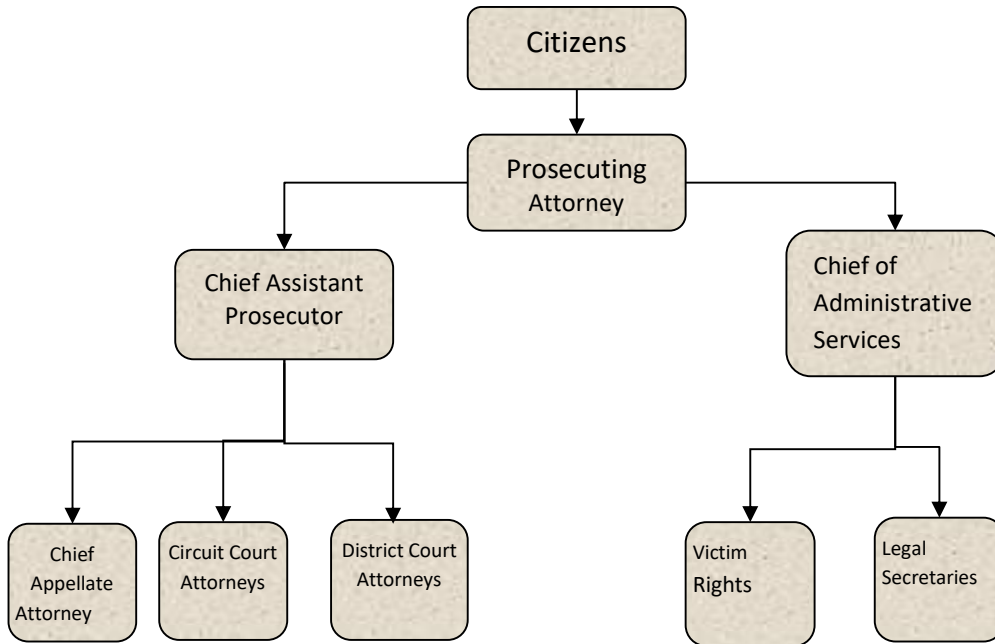 Citizens
Prosecuting
Attorney
Chief Assistant
Prosecutor
Chief of
Administrative
Services
Chief
Appellate
Attorney
Circuit Court
Attorneys
District Court
Attorneys
Victim
Rights
Legal
Secretaries